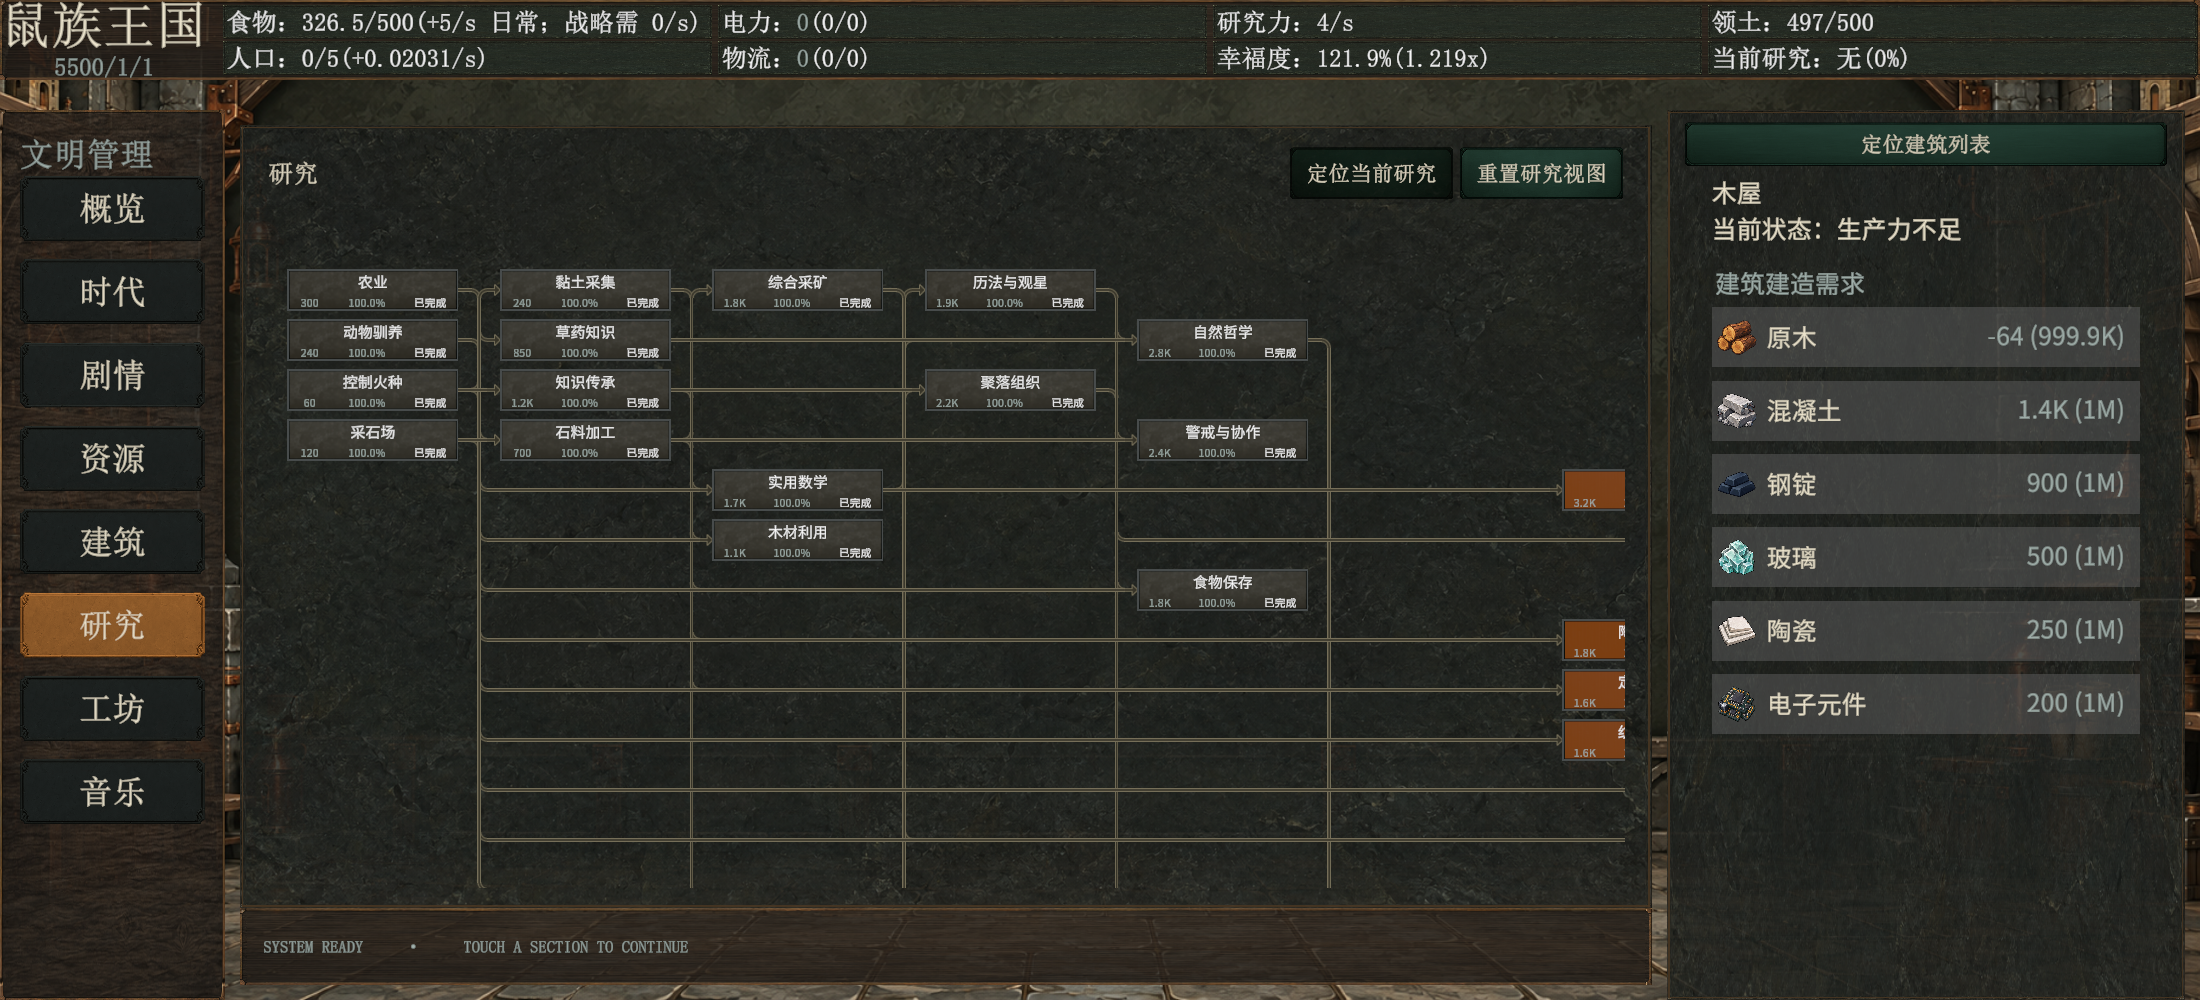 鼠族王国
5500/1/1
食物：326.5/500(+5/s 日常；战略需 0/s)
电力：0(0/0)
研究力：4/s
领土：497/500
人口：0/5(+0.02031/s)
物流：0(0/0)
幸福度：121.9%(1.219x)
当前研究：无(0%)
文明管理
概览
时代
剧情
资源
建筑
研究
工坊
音乐
研究
定位当前研究
重置研究视图
农业
300 100.0% 已完成
黏土采集
240 100.0% 已完成
综合采矿
1.8K 100.0% 已完成
历法与观星
1.9K 100.0% 已完成
动物驯养
240 100.0% 已完成
草药知识
850 100.0% 已完成
自然哲学
2.8K 100.0% 已完成
控制火种
60 100.0% 已完成
知识传承
1.2K 100.0% 已完成
聚落组织
2.2K 100.0% 已完成
采石场
120 100.0% 已完成
石料加工
700 100.0% 已完成
警戒与协作
2.4K 100.0% 已完成
实用数学
1.7K 100.0% 已完成
3.2K
木材利用
1.1K 100.0% 已完成
食物保存
1.8K 100.0% 已完成
1.8K
1.6K
1.6K
SYSTEM READY • TOUCH A SECTION TO CONTINUE
定位建筑列表
木屋
当前状态：生产力不足
建筑建造需求
原木 -64 (999.9K)
混凝土 1.4K (1M)
钢锭 900 (1M)
玻璃 500 (1M)
陶瓷 250 (1M)
电子元件 200 (1M)